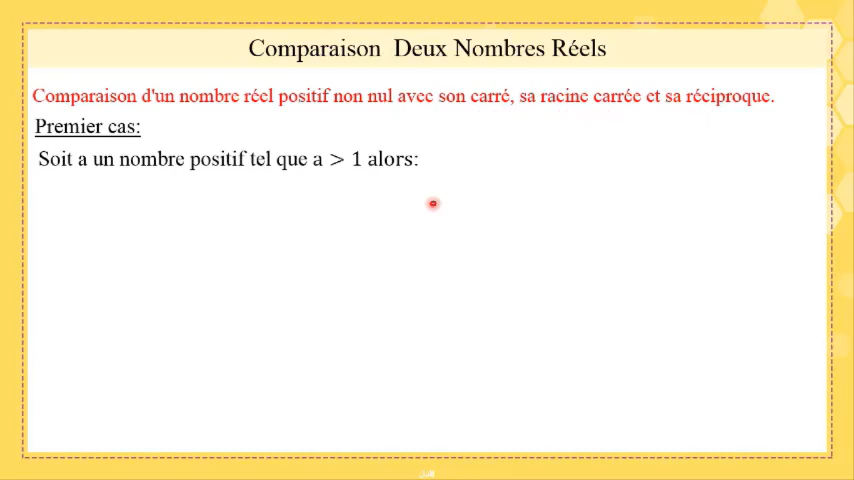 Comparaison Deux Nombres Réels
Comparaison d'un nombre réel positif non nul avec son carré, sa racine carrée et sa réciproque.
Premier cas:
Soit a un nombre positif tel que a > 1 alors: